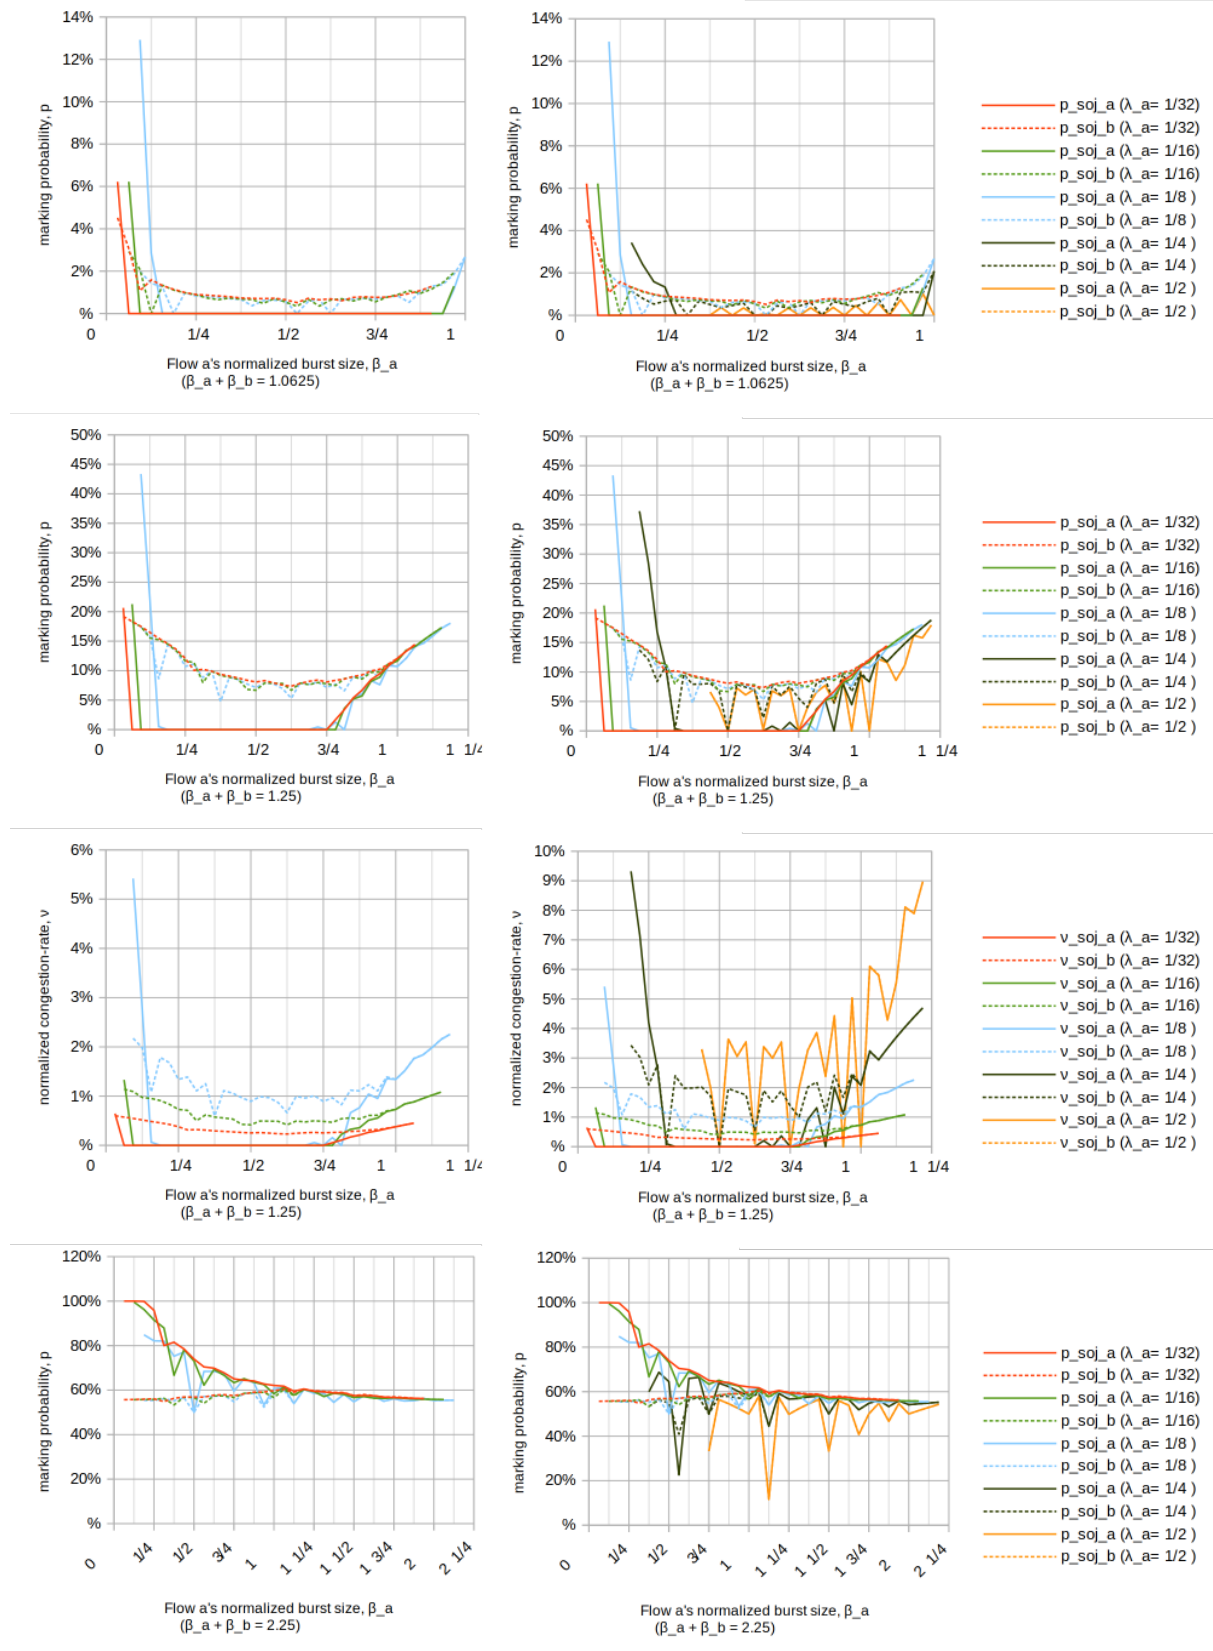 14%
12%
10%
8%
6%
4%
2%
%
0
1/4
1/2
3/4
1
marking probability, p
Flow a's normalized burst size, β_a
(β_a + β_b = 1.0625)
14%
12%
10%
8%
6%
4%
2%
%
0
1/4
1/2
3/4
1
marking probability, p
Flow a's normalized burst size, β_a
(β_a + β_b = 1.0625)
p_soj_a (λ_a= 1/32)
p_soj_b (λ_a= 1/32)
p_soj_a (λ_a= 1/16)
p_soj_b (λ_a= 1/16)
p_soj_a (λ_a= 1/8 )
p_soj_b (λ_a= 1/8 )
p_soj_a (λ_a= 1/4 )
p_soj_b (λ_a= 1/4 )
p_soj_a (λ_a= 1/2 )
p_soj_b (λ_a= 1/2 )
50%
45%
40%
35%
30%
25%
20%
15%
10%
5%
%
0
1/4
1/2
3/4
1
1 1/4
marking probability, p
Flow a's normalized burst size, β_a
(β_a + β_b = 1.25)
50%
45%
40%
35%
30%
25%
20%
15%
10%
5%
%
0
1/4
1/2
3/4
1
1 1/4
marking probability, p
Flow a's normalized burst size, β_a
(β_a + β_b = 1.25)
p_soj_a (λ_a= 1/32)
p_soj_b (λ_a= 1/32)
p_soj_a (λ_a= 1/16)
p_soj_b (λ_a= 1/16)
p_soj_a (λ_a= 1/8 )
p_soj_b (λ_a= 1/8 )
p_soj_a (λ_a= 1/4 )
p_soj_b (λ_a= 1/4 )
p_soj_a (λ_a= 1/2 )
p_soj_b (λ_a= 1/2 )
6%
5%
4%
3%
2%
1%
%
0
1/4
1/2
3/4
1
1 1/4
normalized congestion-rate, ν
Flow a's normalized burst size, β_a
(β_a + β_b = 1.25)
10%
9%
8%
7%
6%
5%
4%
3%
2%
1%
%
0
1/4
1/2
3/4
1
1 1/4
normalized congestion-rate, ν
Flow a's normalized burst size, β_a
(β_a + β_b = 1.25)
ν_soj_a (λ_a= 1/32)
ν_soj_b (λ_a= 1/32)
ν_soj_a (λ_a= 1/16)
ν_soj_b (λ_a= 1/16)
ν_soj_a (λ_a= 1/8 )
ν_soj_b (λ_a= 1/8 )
ν_soj_a (λ_a= 1/4 )
ν_soj_b (λ_a= 1/4 )
ν_soj_a (λ_a= 1/2 )
ν_soj_b (λ_a= 1/2 )
120%
100%
80%
60%
40%
20%
%
0
1/4
1/2
3/4
1
1 1/4
1 1/2
1 3/4
2
2 1/4
marking probability, p
Flow a's normalized burst size, β_a
(β_a + β_b = 2.25)
120%
100%
80%
60%
40%
20%
%
0
1/4
1/2
3/4
1
1 1/4
1 1/2
1 3/4
2
2 1/4
marking probability, p
Flow a's normalized burst size, β_a
(β_a + β_b = 2.25)
p_soj_a (λ_a= 1/32)
p_soj_b (λ_a= 1/32)
p_soj_a (λ_a= 1/16)
p_soj_b (λ_a= 1/16)
p_soj_a (λ_a= 1/8 )
p_soj_b (λ_a= 1/8 )
p_soj_a (λ_a= 1/4 )
p_soj_b (λ_a= 1/4 )
p_soj_a (λ_a= 1/2 )
p_soj_b (λ_a= 1/2 )